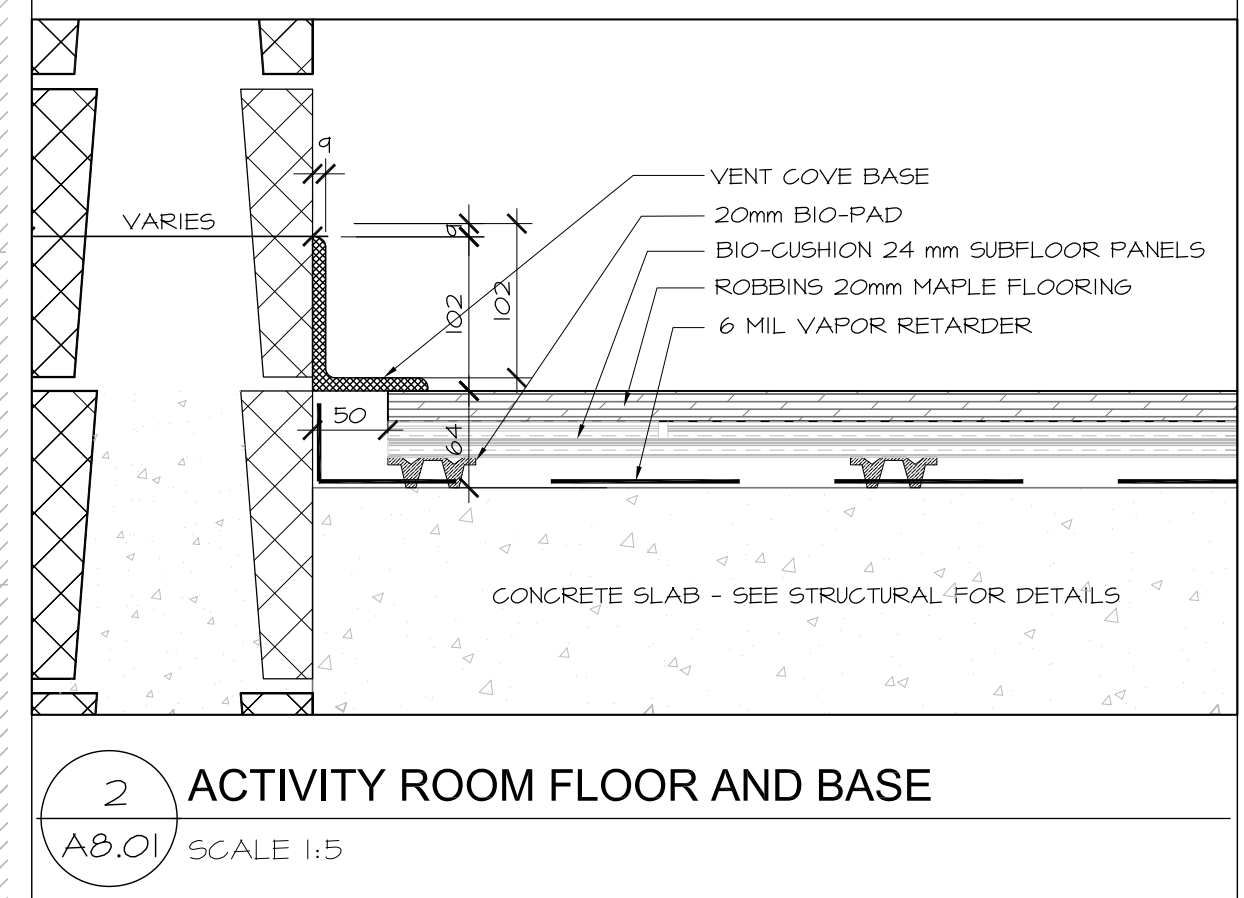 9
VENT COVE BASE
VARIES
20mm BIO-PAD
9
BIO-CUSHION 24 mm SUBFLOOR PANELS
102
102
ROBBINS 20mm MAPLE FLOORING
6 MIL VAPOR RETARDER
50
64
CONCRETE SLAB - SEE STRUCTURAL FOR DETAILS
2
ACTIVITY ROOM FLOOR AND BASE
A8.01
SCALE 1:5